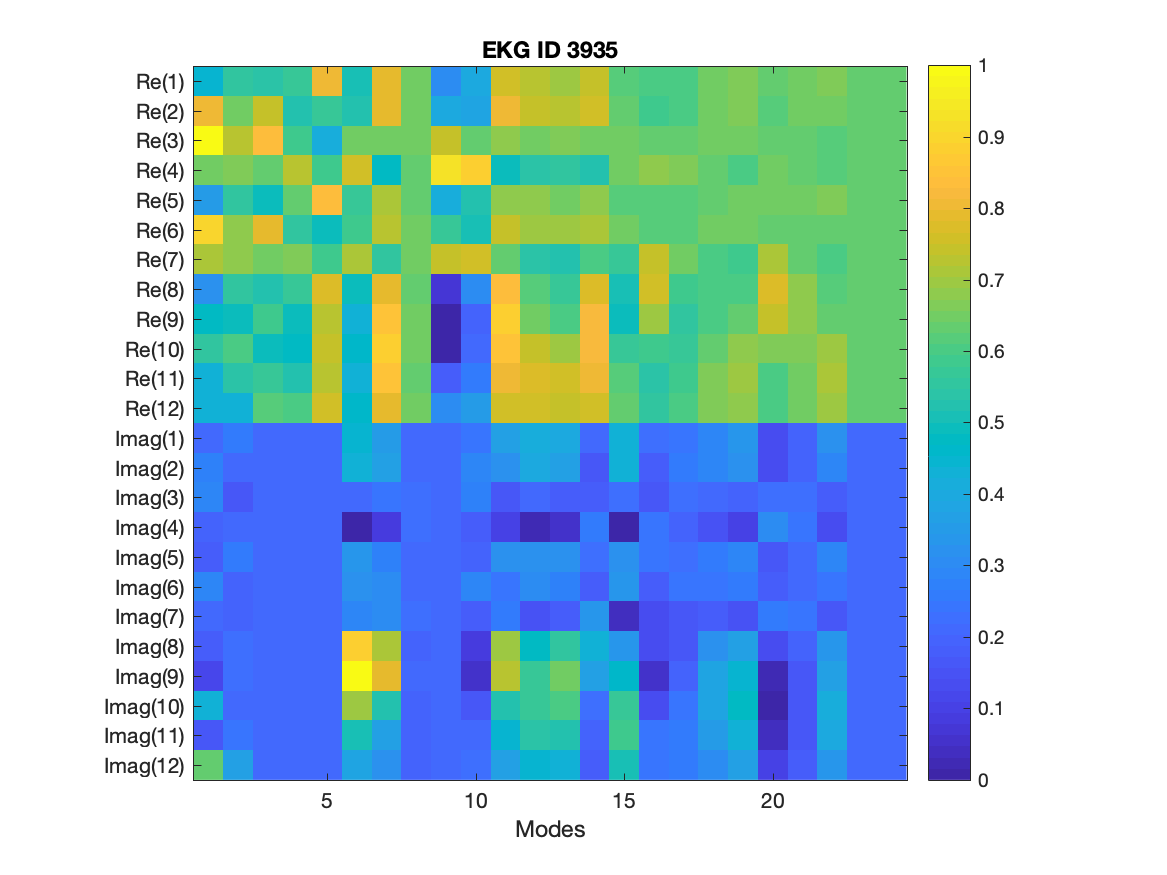 EKG ID 3935
Re(1)
Re(2)
Re(3)
Re(4)
Re(5)
Re(6)
Re(7)
Re(8)
Re(9)
Re(10)
Re(11)
Re(12)
Imag(1)
Imag(2)
Imag(3)
Imag(4)
Imag(5)
Imag(6)
Imag(7)
Imag(8)
Imag(9)
Imag(10)
Imag(11)
Imag(12)
5 10 15 20
Modes
1
0.9
0.8
0.7
0.6
0.5
0.4
0.3
0.2
0.1
0